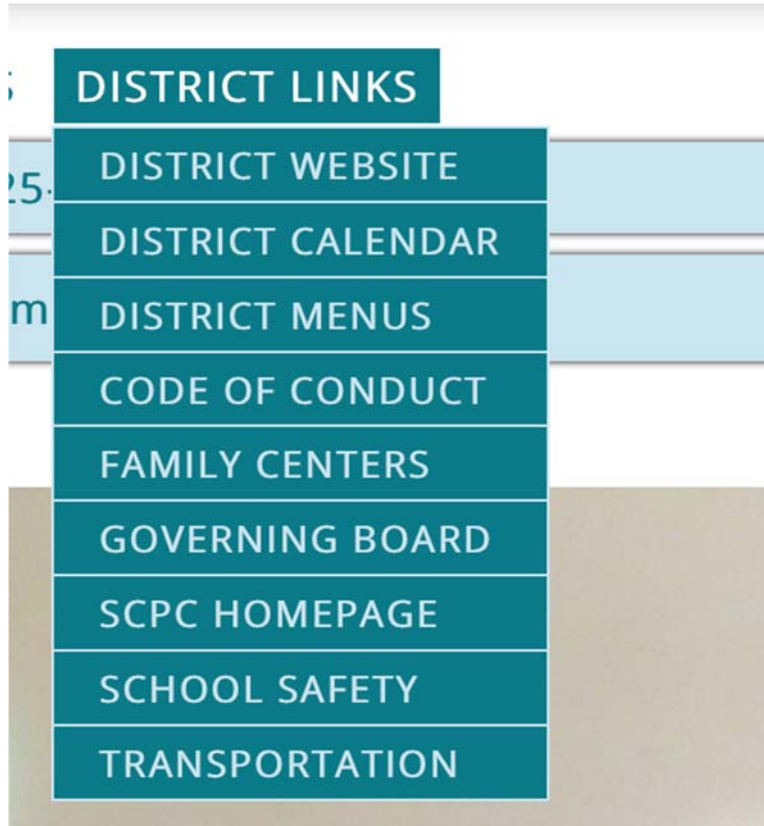 DISTRICT LINKS
DISTRICT WEBSITE
25-
DISTRICT CALENDAR
DISTRICT MENUS
m
CODE OF CONDUCT
FAMILY CENTERS
GOVERNING BOARD
SCPC HOMEPAGE
SCHOOL SAFETY
TRANSPORTATION